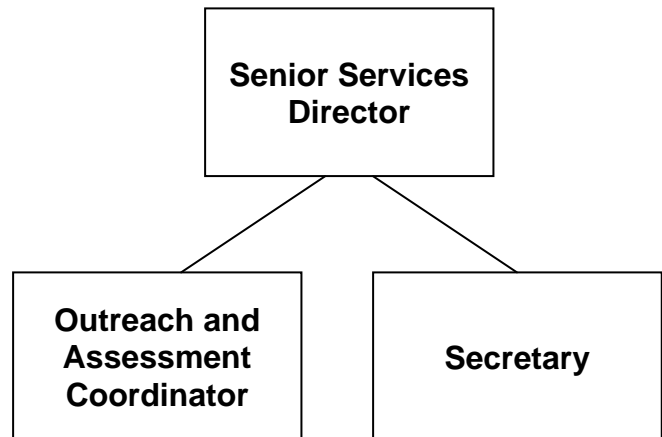 Senior Services
Director
Outreach and
Assessment
Coordinator
Secretary